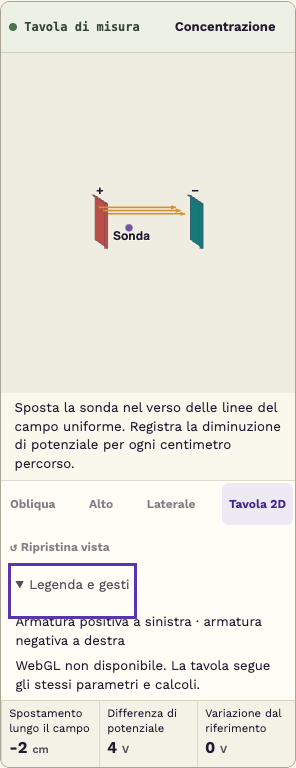 Tavola di misura
Concentrazione
+
−
Sonda
Sposta la sonda nel verso delle linee del
campo uniforme. Registra la diminuzione
di potenziale per ogni centimetro
percorso.
Obliqua
Alto
Laterale
Tavola 2D
↺ Ripristina vista
▼ Legenda e gesti
Armatura positiva a sinistra · armatura
negativa a destra
WebGL non disponibile. La tavola segue
gli stessi parametri e calcoli.
Spostamento
lungo il campo
-2 cm
Differenza di
potenziale
4 V
Variazione dal
riferimento
0 V